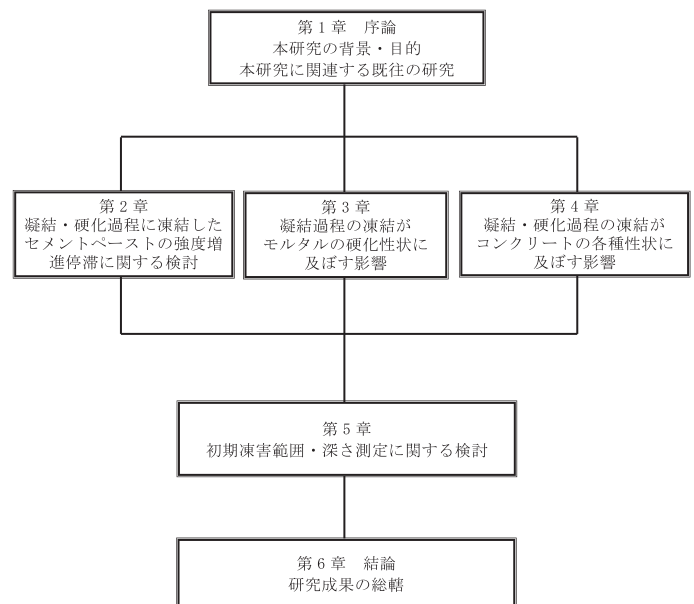 第1章　序論
本研究の背景・目的
本研究に関連する既往の研究
第2章
凝結・硬化過程に凍結した
セメントペーストの強度増
進停滞に関する検討
第3章
凝結過程の凍結が
モルタルの硬化性状に
及ぼす影響
第4章
凝結・硬化過程の凍結が
コンクリートの各種性状に
及ぼす影響
第5章
初期凍害範囲・深さ測定に関する検討
第6章　結論
研究成果の総轄